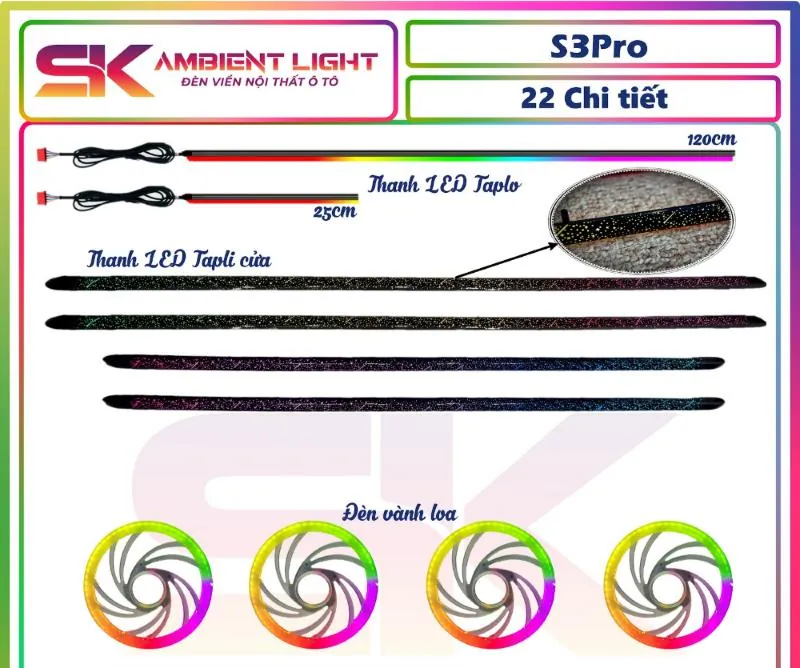 SK AMBIENT LIGHT
ĐÈN VIỀN NỘI THẤT Ô TÔ
S3Pro
22 Chi tiết
120cm
Thanh LED Taplo
25cm
Thanh LED Tapli cửa
Đèn vành loa
SK